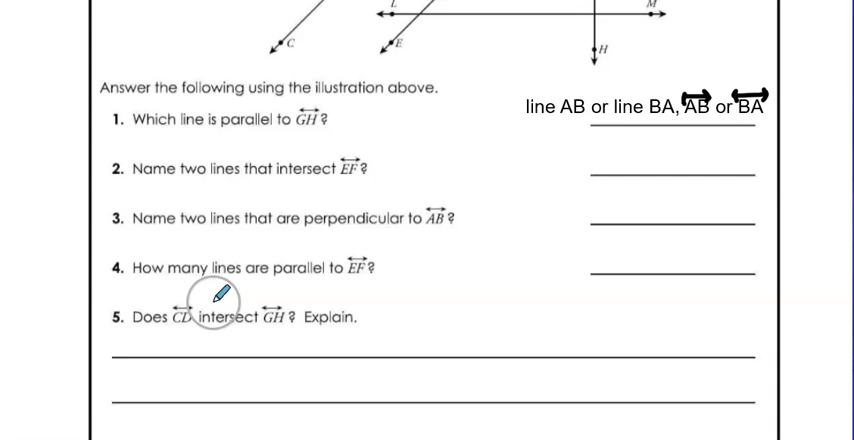 L
M
C
E
H
Answer the following using the illustration above.
line AB or line BA, AB or BA
1. Which line is parallel to GH?
2. Name two lines that intersect EF?
3. Name two lines that are perpendicular to AB?
4. How many lines are parallel to EF?
5. Does CD intersect GH? Explain.